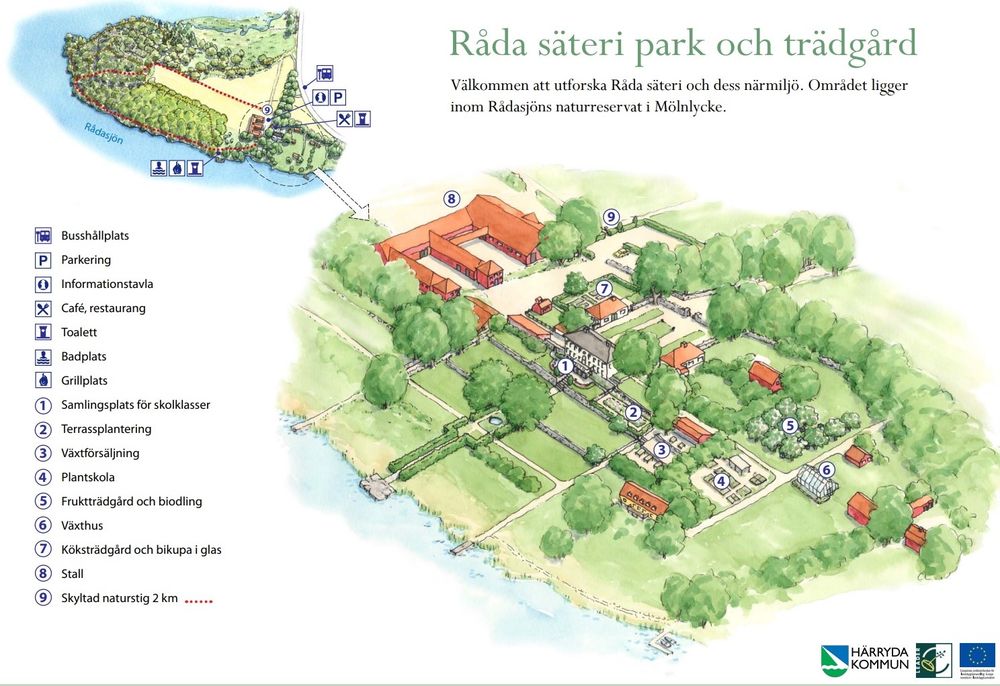 Råda säteri park och trädgård
Välkommen att utforska Råda säteri och dess närmiljö. Området ligger
inom Rådasjöns naturreservat i Mölnlycke.
P
9
Rådasjön
Busshållplats
P Parkering
Informationstavla
Café, restaurang
Toalett
Badplats
Grillplats
1 Samlingsplats för skolklasser
2 Terrassplantering
3 Växtförsäljning
4 Plantskola
5 Fruktträdgård och biodling
6 Växthus
7 Köksträdgård och bikupa i glas
8 Stall
9 Skyltad naturstig 2 km
8
9
7
1
2
3
5
4
6
HÄRRYDA
KOMMUN
LEADER